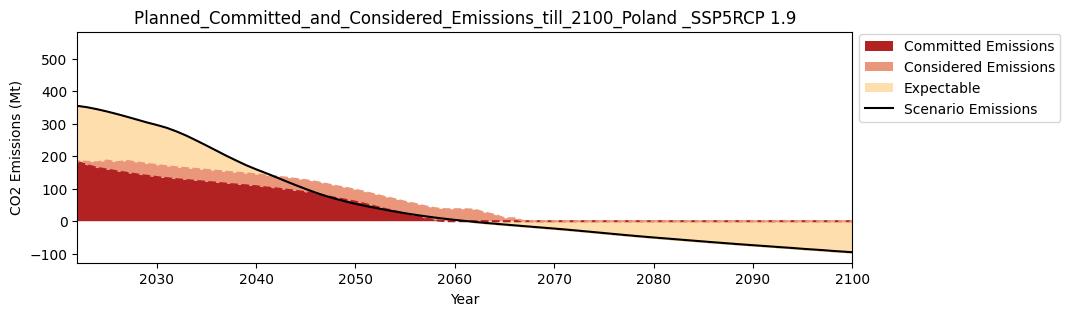 Planned_Committed_and_Considered_Emissions_till_2100_Poland _SSP5RCP 1.9
Committed Emissions
Considered Emissions
Expectable
Scenario Emissions
CO2 Emissions (Mt)
500
400
300
200
100
0
−100
2030 2040 2050 2060 2070 2080 2090 2100
Year